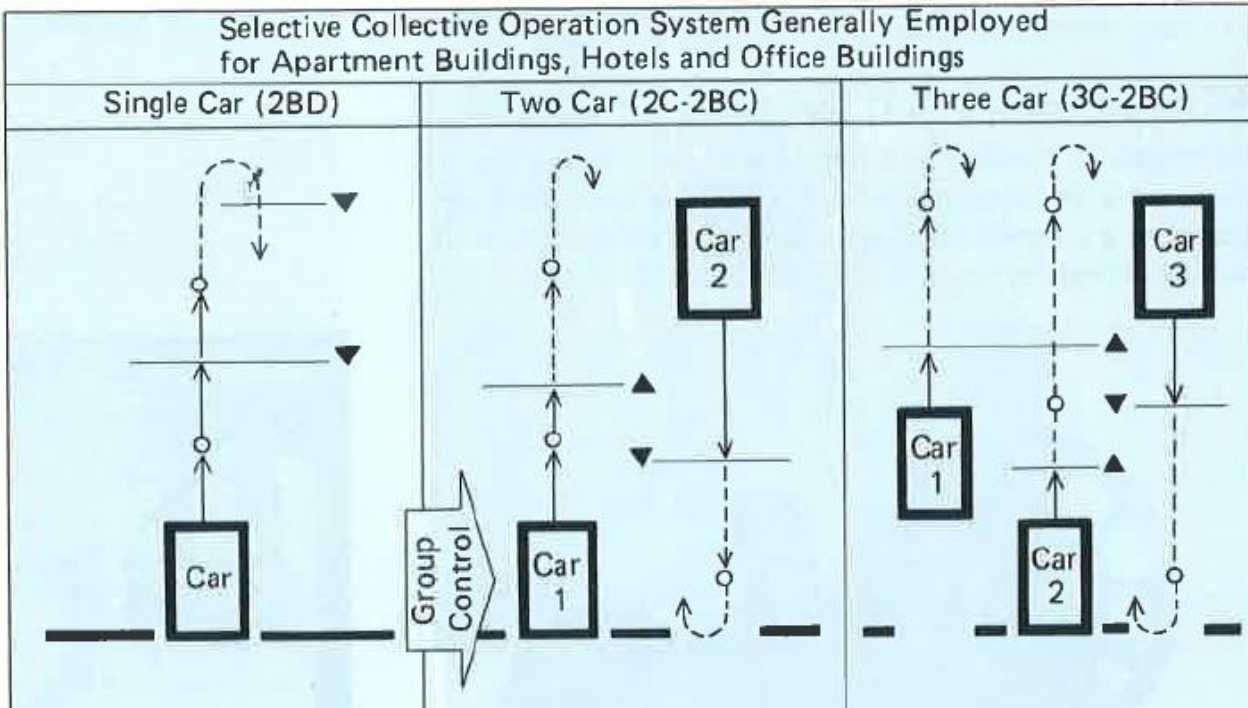 Selective Collective Operation System Generally Employed
for Apartment Buildings, Hotels and Office Buildings
Single Car (2BD)
Two Car (2C-2BC)
Three Car (3C-2BC)
Car
Group
Control
Car
1
Car
2
Car
1
Car
2
Car
3